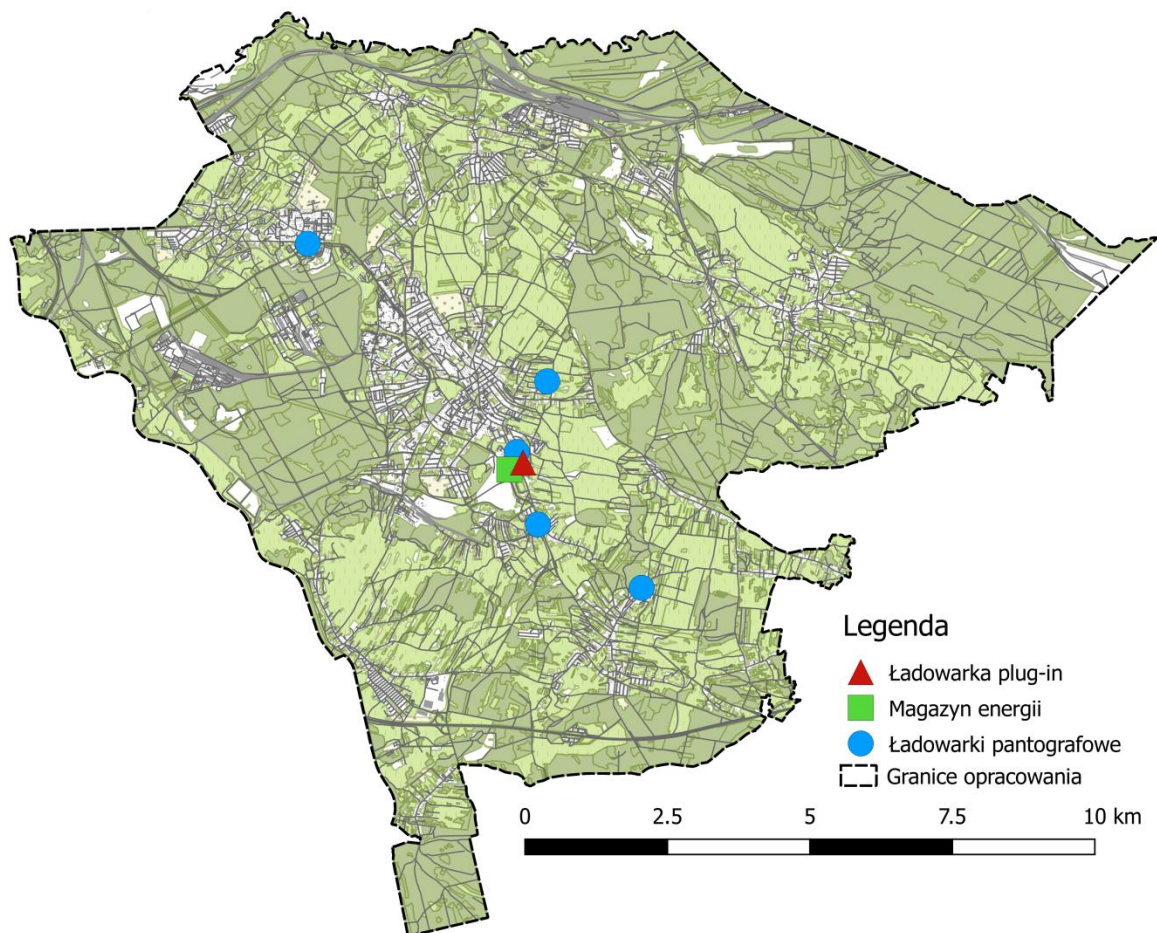 Legenda
Ładowarka plug-in
Magazyn energii
Ładowarki pantografowe
Granice opracowania
0 2.5 5 7.5 10 km